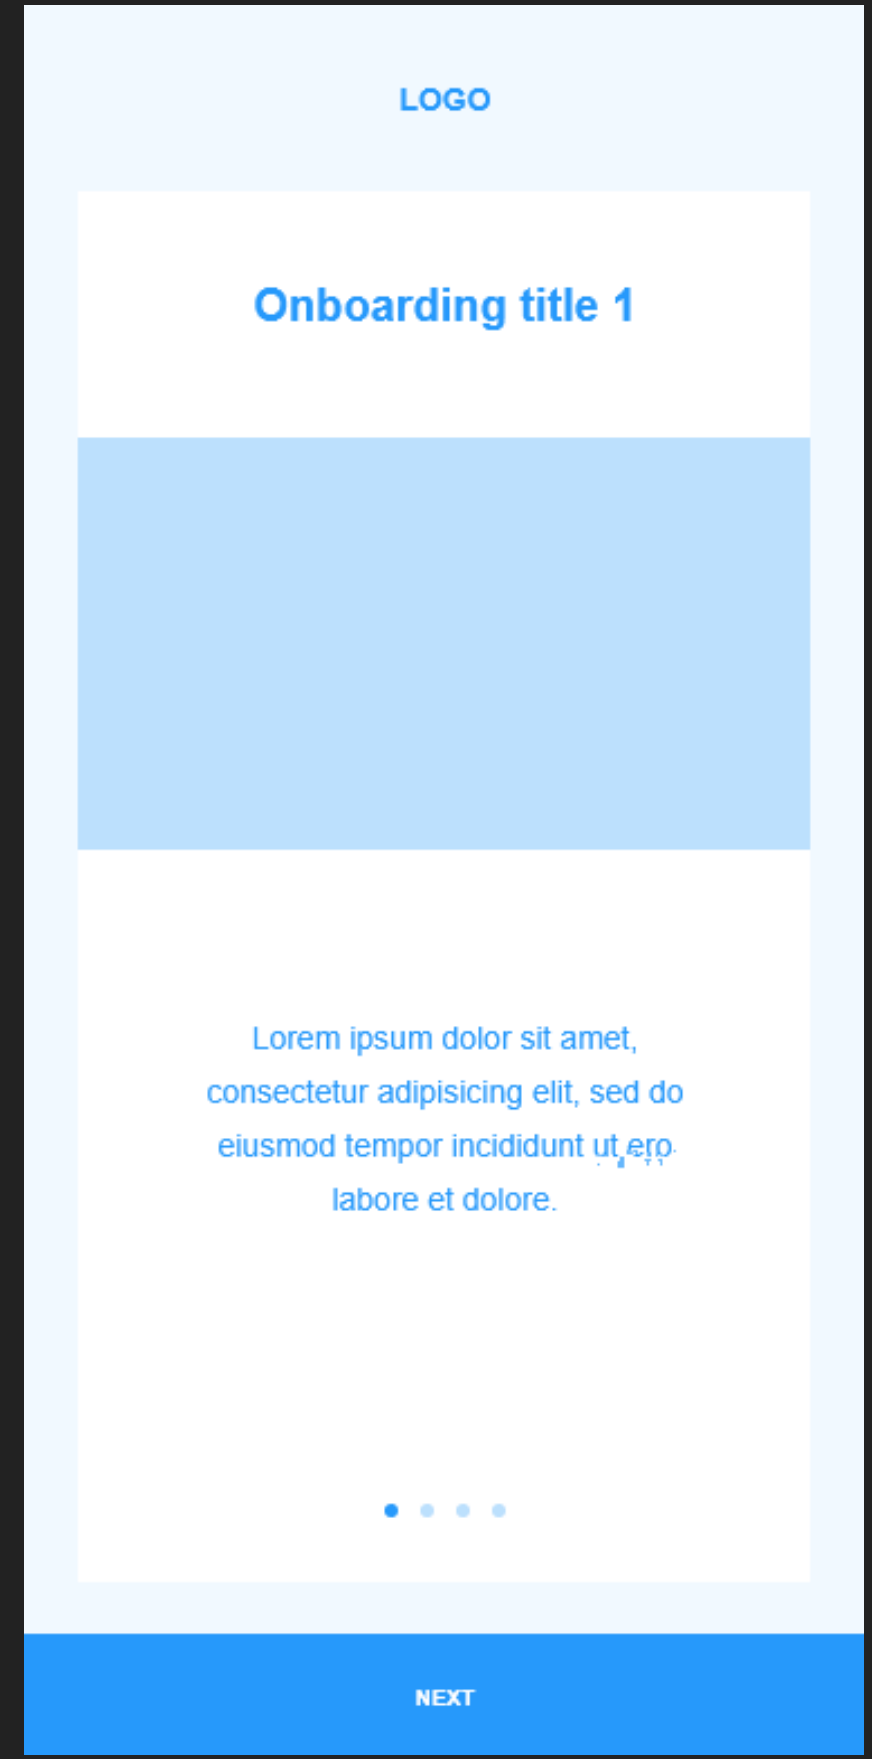 LOGO
Onboarding title 1
Lorem ipsum dolor sit amet,
consectetur adipisicing elit, sed do
eiusmod tempor incididunt ut
labore et dolore.
NEXT